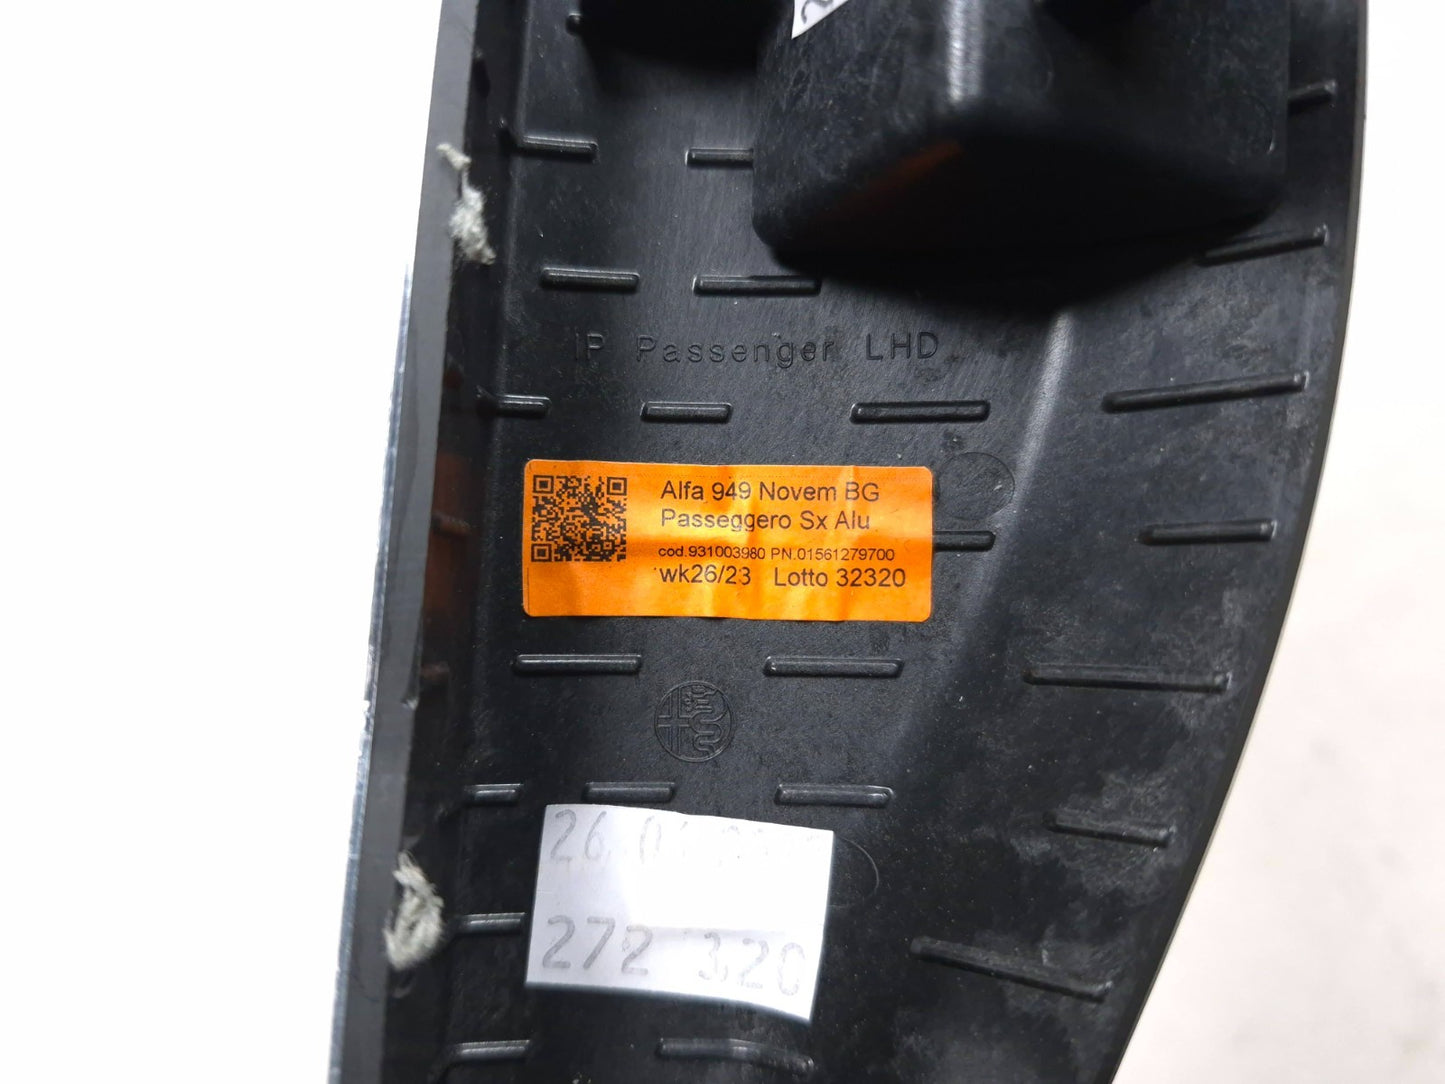 IP Passenger LHD
Alfa 949 Novem BG
Passeggero Sx Alu
cod.931003980 PN.01561279700
wk26/23 Lotto 32320
272 320